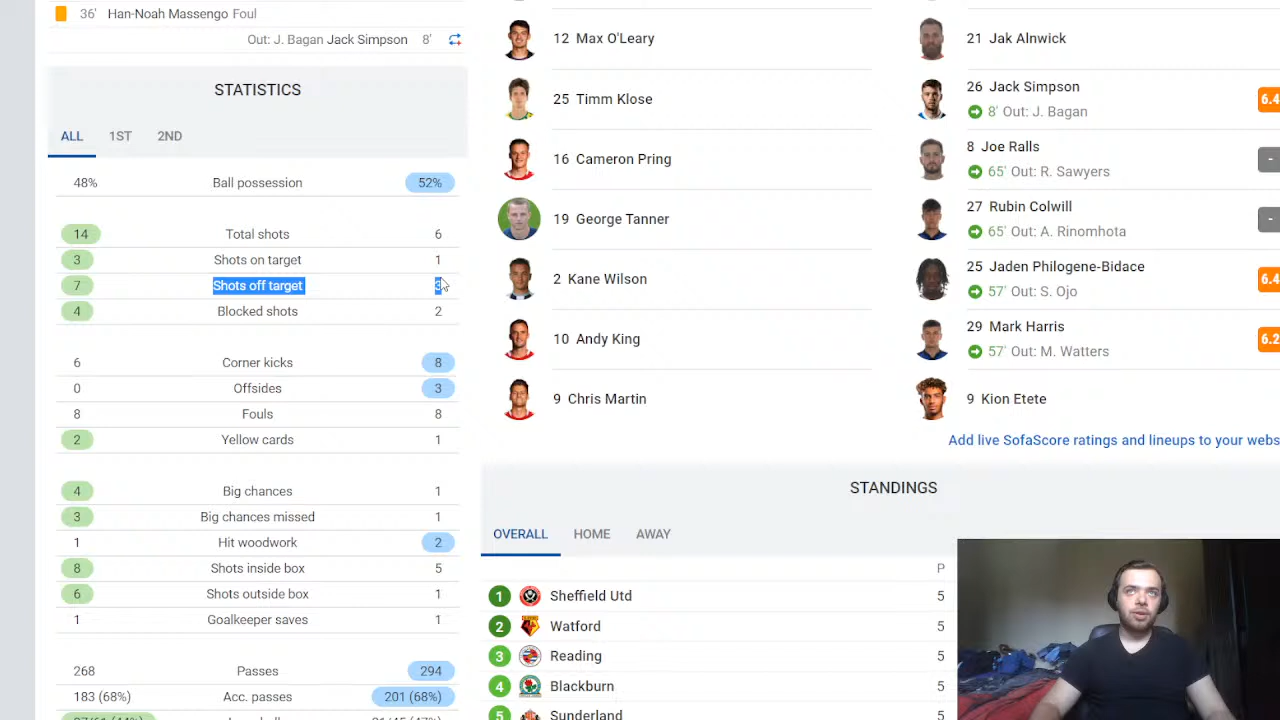 36' Han-Noah Massengo Foul
Out: J. Bagan Jack Simpson 8'
STATISTICS
ALL 1ST 2ND
48% Ball possession 52%
14 Total shots 6
3 Shots on target 1
7 Shots off target 3
4 Blocked shots 2
6 Corner kicks 8
0 Offsides 3
8 Fouls 8
2 Yellow cards 1
4 Big chances 1
3 Big chances missed 1
1 Hit woodwork 2
8 Shots inside box 5
6 Shots outside box 1
1 Goalkeeper saves 1
268 Passes 294
183 (68%) Acc. passes 201 (68%)
12 Max O'Leary
25 Timm Klose
16 Cameron Pring
19 George Tanner
2 Kane Wilson
10 Andy King
9 Chris Martin
21 Jak Alnwick
26 Jack Simpson
8' Out: J. Bagan
6.4
8 Joe Ralls
65' Out: R. Sawyers
-
27 Rubin Colwill
65' Out: A. Rinomhota
-
25 Jaden Philogene-Bidace
57' Out: S. Ojo
6.4
29 Mark Harris
57' Out: M. Watters
6.2
9 Kion Etete
Add live SofaScore ratings and lineups to your webs
STANDINGS
OVERALL HOME AWAY
P
1 Sheffield Utd 5
2 Watford 5
3 Reading 5
4 Blackburn 5
5 Sunderland 5